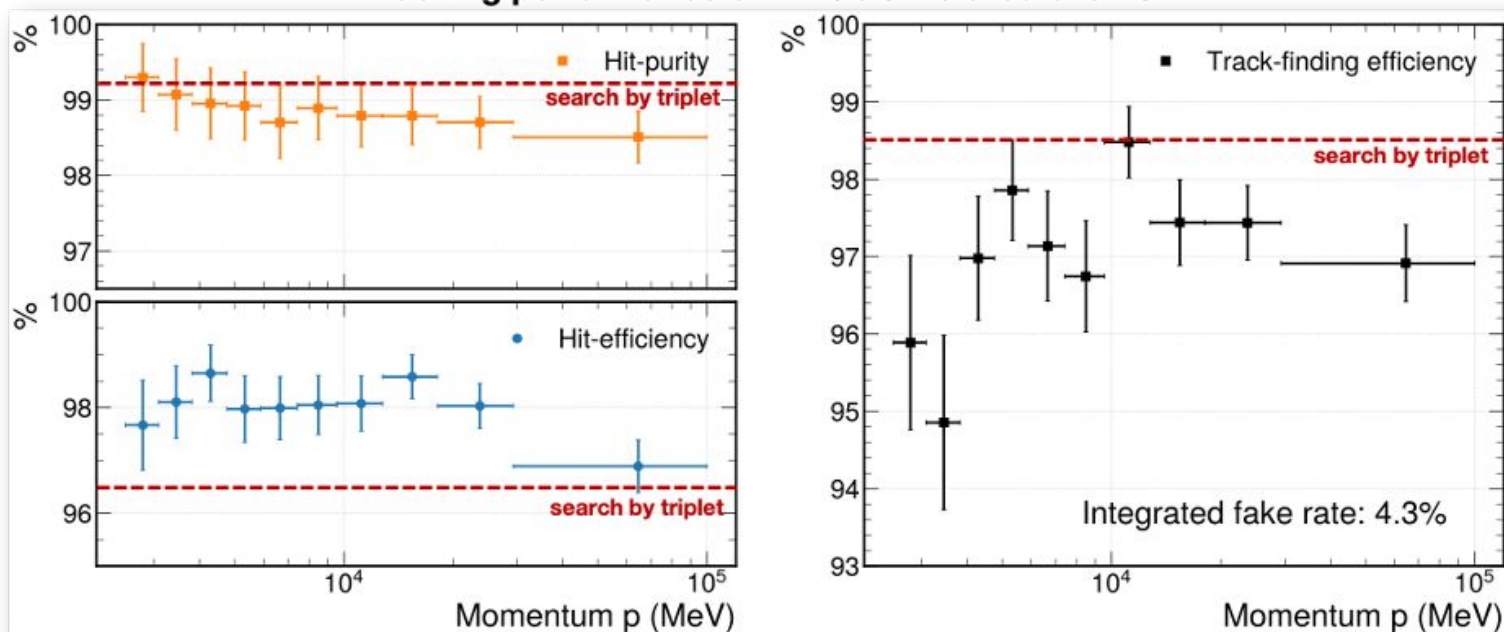 %
100
99
98
97
Hit-purity
search by triplet
%
100
98
96
Hit-efficiency
search by triplet
10⁴
10⁵
Momentum p (MeV)
%
100
99
98
97
96
95
94
93
Track-finding efficiency
search by triplet
Integrated fake rate: 4.3%
10⁴
10⁵
Momentum p (MeV)